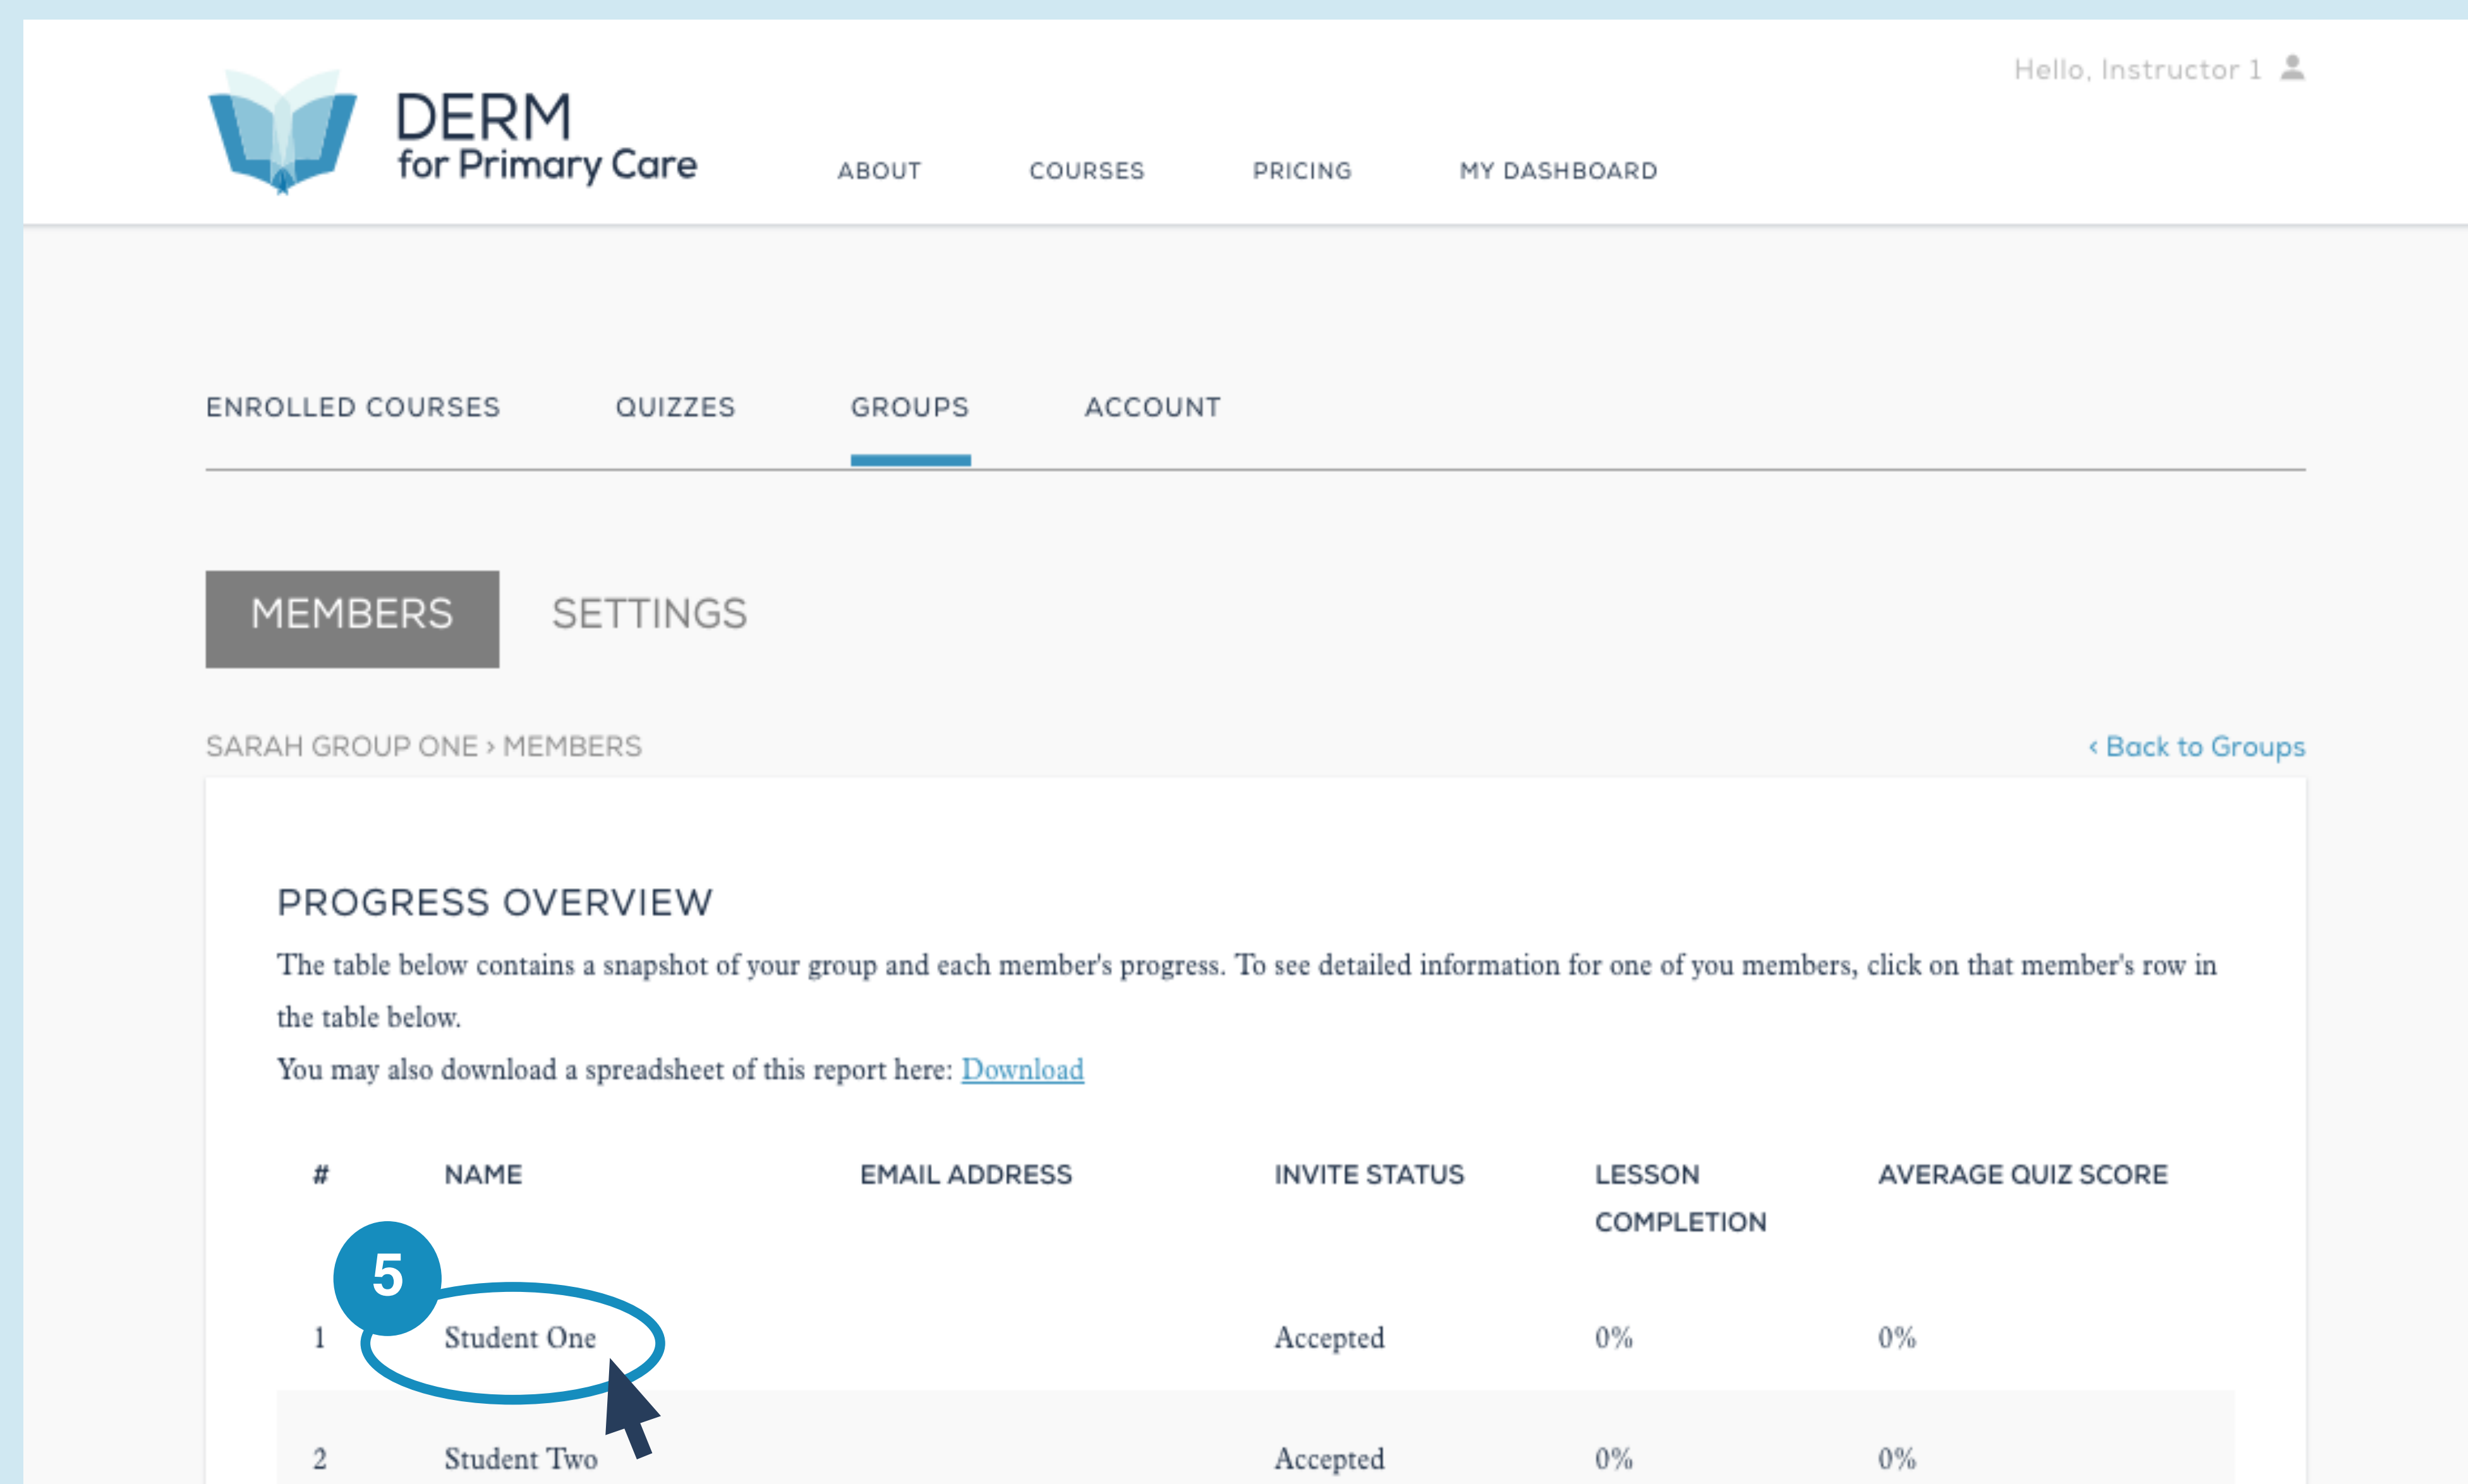 Hello, Instructor 1
DERM
for Primary Care
ABOUT COURSES PRICING MY DASHBOARD
ENROLLED COURSES QUIZZES GROUPS ACCOUNT
MEMBERS SETTINGS
SARAH GROUP ONE › MEMBERS ‹ Back to Groups
PROGRESS OVERVIEW
The table below contains a snapshot of your group and each member's progress. To see detailed information for one of you members, click on that member's row in
the table below.
You may also download a spreadsheet of this report here: Download
# NAME EMAIL ADDRESS INVITE STATUS LESSON COMPLETION AVERAGE QUIZ SCORE
5
1 Student One Accepted 0% 0%
2 Student Two Accepted 0% 0%